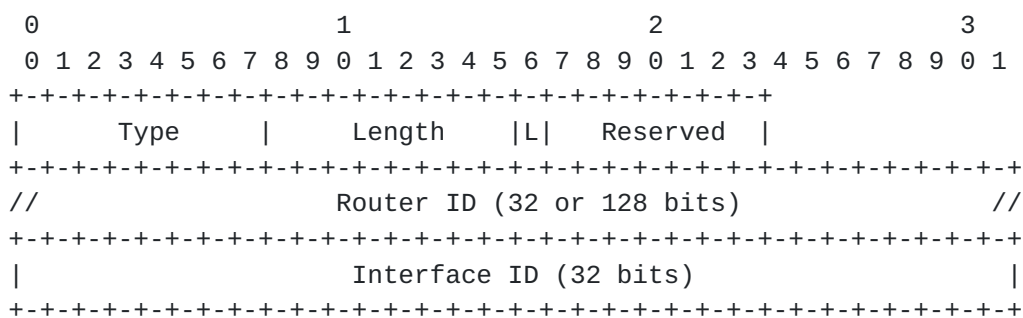 0                   1                   2                   3
 0 1 2 3 4 5 6 7 8 9 0 1 2 3 4 5 6 7 8 9 0 1 2 3 4 5 6 7 8 9 0 1
+-+-+-+-+-+-+-+-+-+-+-+-+-+-+-+-+-+-+-+-+-+-+-+-+
|      Type     |     Length    |L|   Reserved  |
+-+-+-+-+-+-+-+-+-+-+-+-+-+-+-+-+-+-+-+-+-+-+-+-+-+-+-+-+-+-+-+-+
//                   Router ID (32 or 128 bits)                //
+-+-+-+-+-+-+-+-+-+-+-+-+-+-+-+-+-+-+-+-+-+-+-+-+-+-+-+-+-+-+-+-+
|                    Interface ID (32 bits)                    |
+-+-+-+-+-+-+-+-+-+-+-+-+-+-+-+-+-+-+-+-+-+-+-+-+-+-+-+-+-+-+-+-+